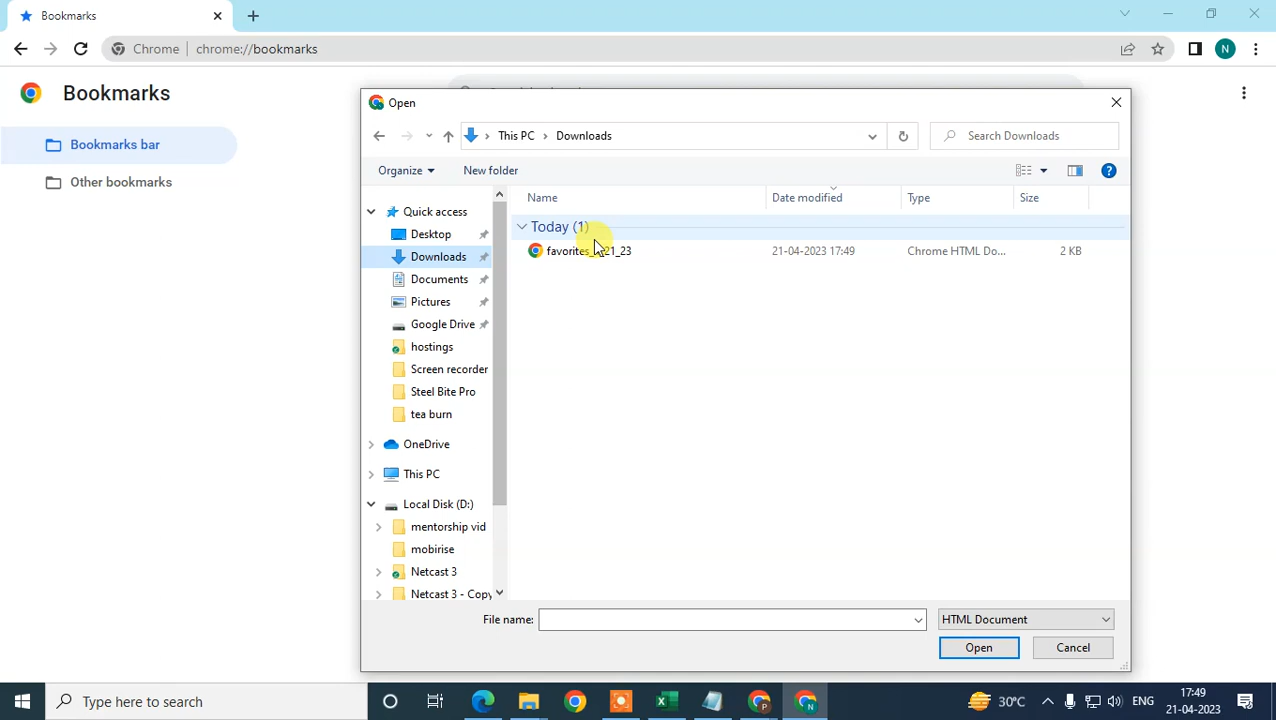 Bookmarks
Chrome chrome://bookmarks
N
Bookmarks
Bookmarks bar
Other bookmarks
Open
This PC Downloads
Search Downloads
Organize
New folder
Name
Date modified
Type
Size
Quick access
Desktop
Downloads
Documents
Pictures
Google Drive
hostings
Screen recorder
Steel Bite Pro
tea burn
OneDrive
This PC
Local Disk (D:)
mentorship vid
mobirise
Netcast 3
Netcast 3 - Copy
Today (1)
21-04-2023 17:49
Chrome HTML Do...
2 KB
File name:
HTML Document
Open
Cancel
Type here to search
30°C
ENG
17:49
21-04-2023